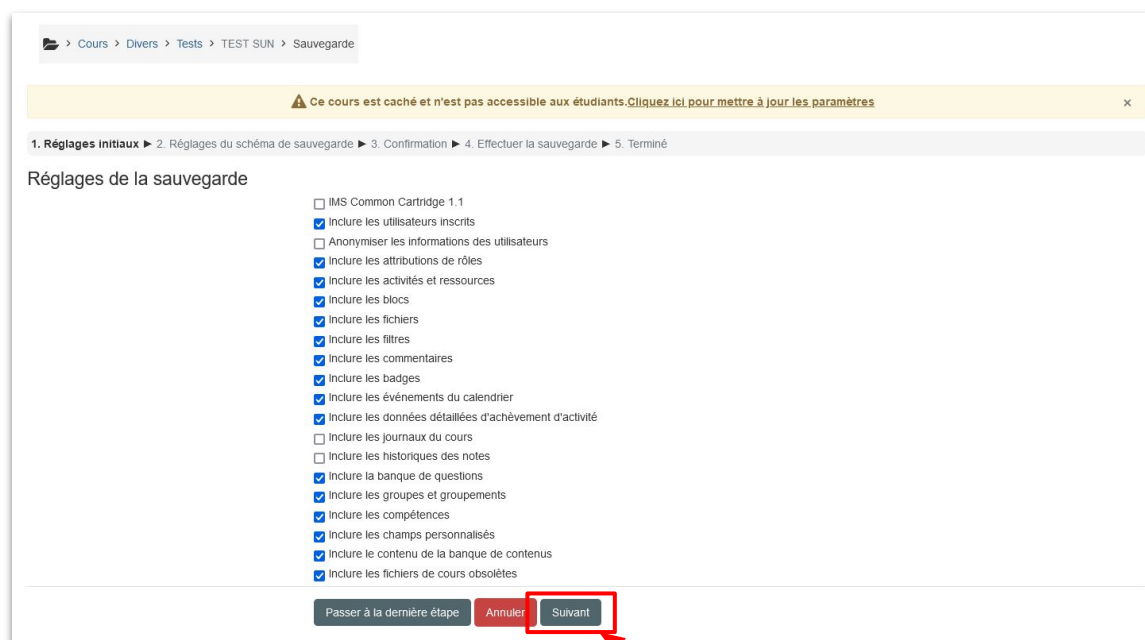 > Cours > Divers > Tests > TEST SUN > Sauvegarde
Ce cours est caché et n'est pas accessible aux étudiants.Cliquez ici pour mettre à jour les paramètres ×
1. Réglages initiaux ► 2. Réglages du schéma de sauvegarde ► 3. Confirmation ► 4. Effectuer la sauvegarde ► 5. Terminé
Réglages de la sauvegarde
IMS Common Cartridge 1.1
Inclure les utilisateurs inscrits
Anonymiser les informations des utilisateurs
Inclure les attributions de rôles
Inclure les activités et ressources
Inclure les blocs
Inclure les fichiers
Inclure les filtres
Inclure les commentaires
Inclure les badges
Inclure les événements du calendrier
Inclure les données détaillées d'achèvement d'activité
Inclure les journaux du cours
Inclure les historiques des notes
Inclure la banque de questions
Inclure les groupes et groupements
Inclure les compétences
Inclure les champs personnalisés
Inclure le contenu de la banque de contenus
Inclure les fichiers de cours obsolètes
Passer à la dernière étape Annuler Suivant